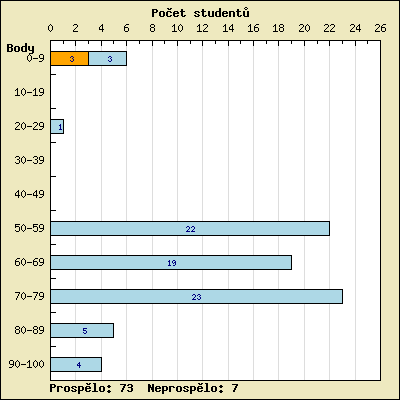 Počet studentů
0 2 4 6 8 10 12 14 16 18 20 22 24 26
Body
0-9 3 3
10-19
20-29 1
30-39
40-49
50-59 22
60-69 19
70-79 23
80-89 5
90-100 4
Prospělo: 73 Neprospělo: 7